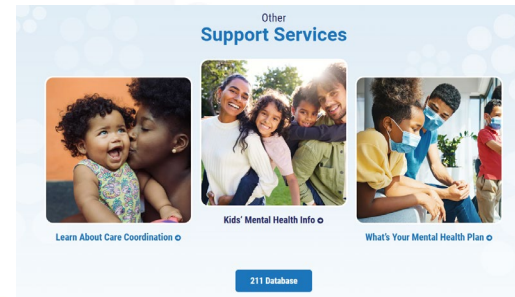 Other
Support Services
Learn About Care Coordination
Kids' Mental Health Info
What's Your Mental Health Plan
211 Database